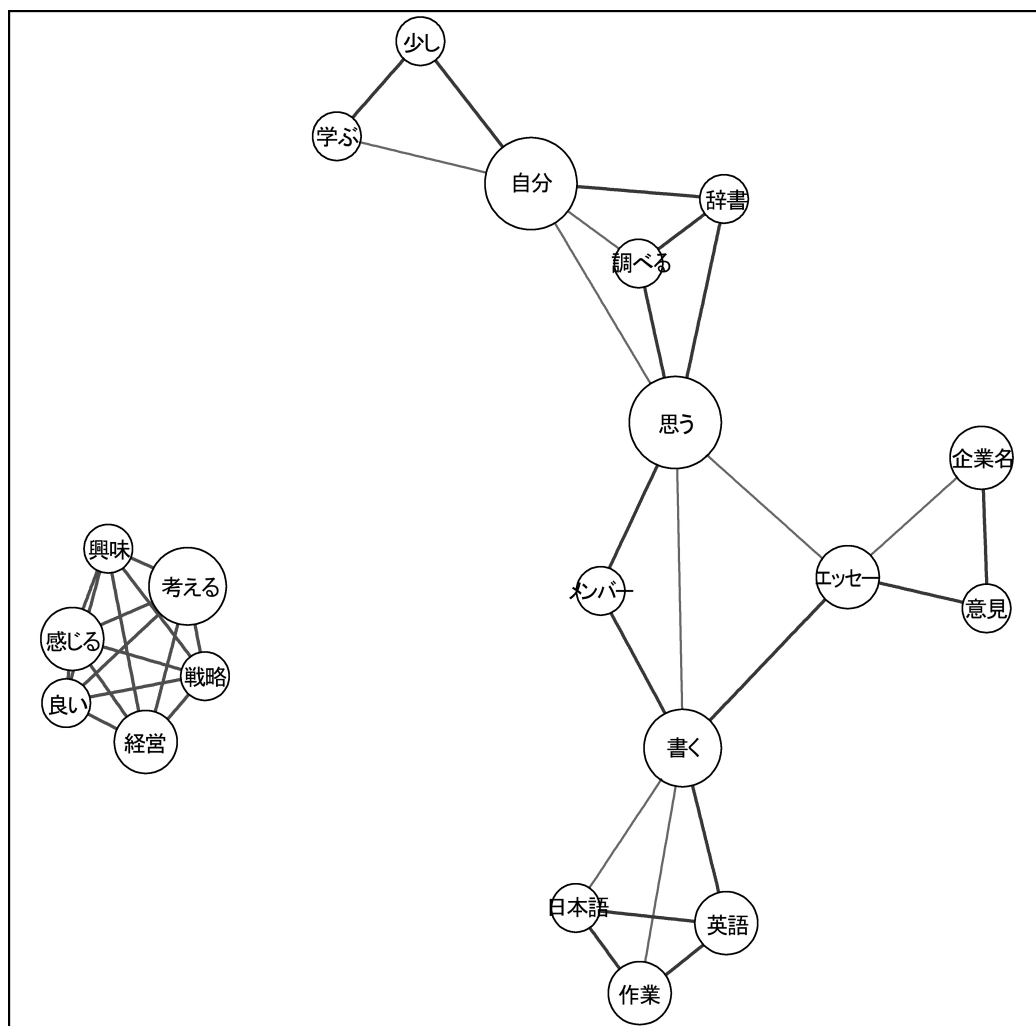 少し
学ぶ
自分
辞書
調べる
思う
企業名
興味
考える
メンバー
エッセー
意見
感じる
戦略
良い
経営
書く
日本語
英語
作業